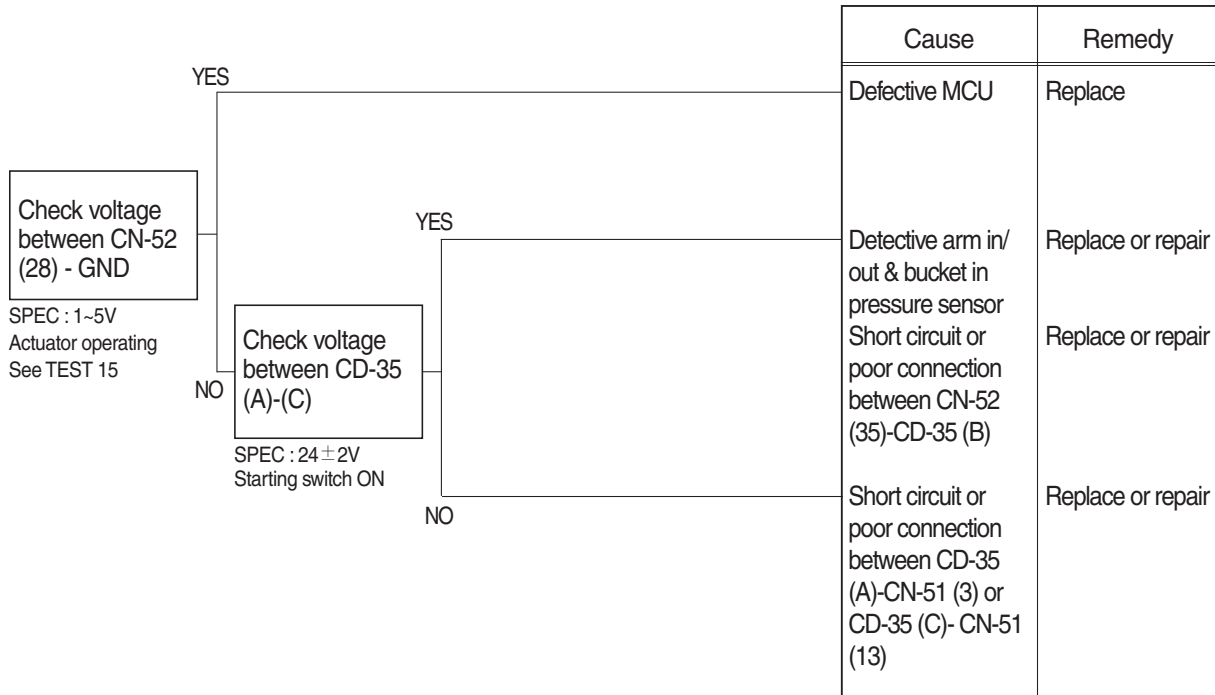 Cause Remedy
YES
Defective MCU Replace
Check voltage
between CN-52
(28) - GND
SPEC : 1~5V
Actuator operating
See TEST 15
YES
Detective arm in/ Replace or repair
out & bucket in
pressure sensor
NO
Check voltage
between CD-35
(A)-(C)
SPEC : 24±2V
Starting switch ON
Short circuit or Replace or repair
poor connection
between CN-52
(35)-CD-35 (B)
NO
Short circuit or Replace or repair
poor connection
between CD-35
(A)-CN-51 (3) or
CD-35 (C)- CN-51
(13)